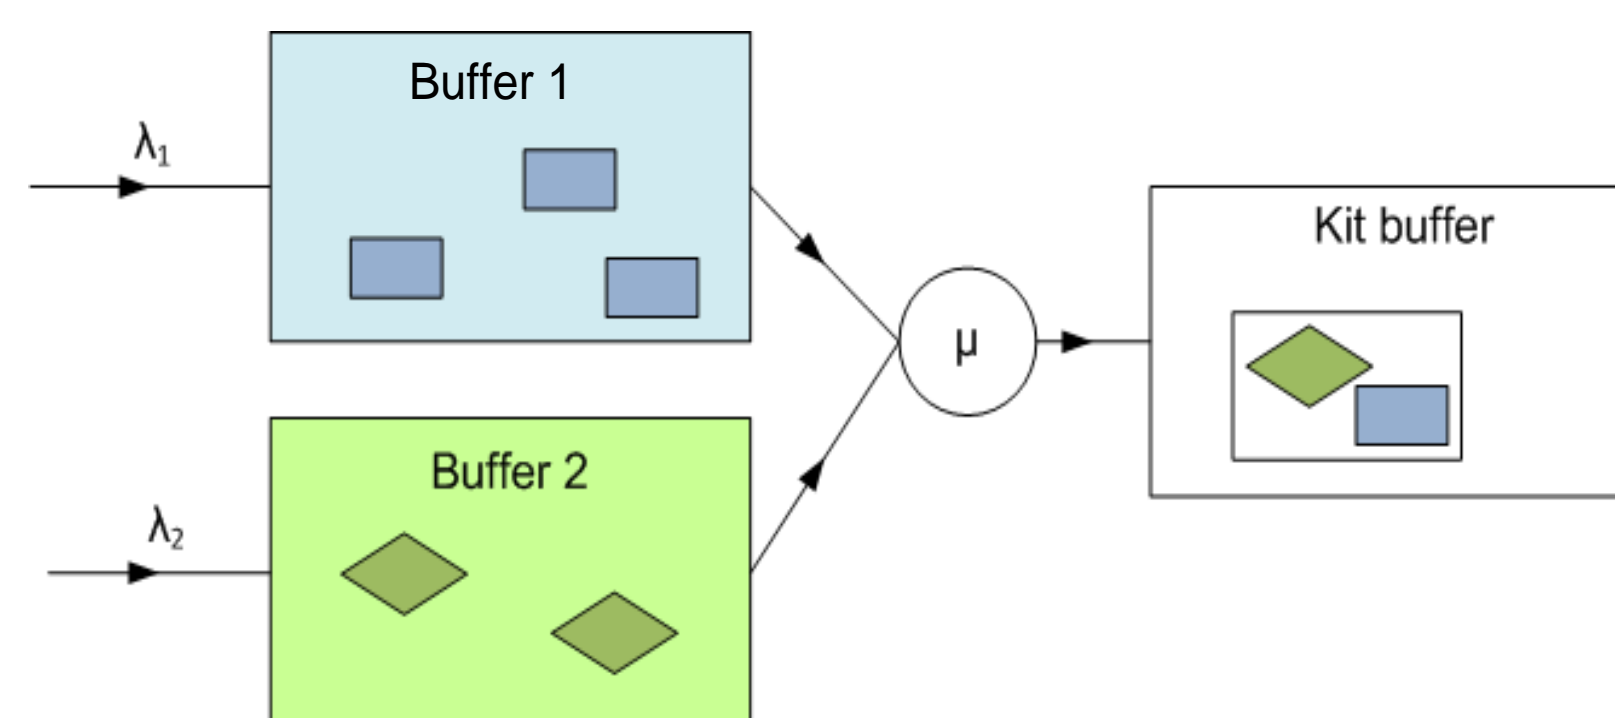 Buffer 1
λ₁
Kit buffer
μ
Buffer 2
λ₂